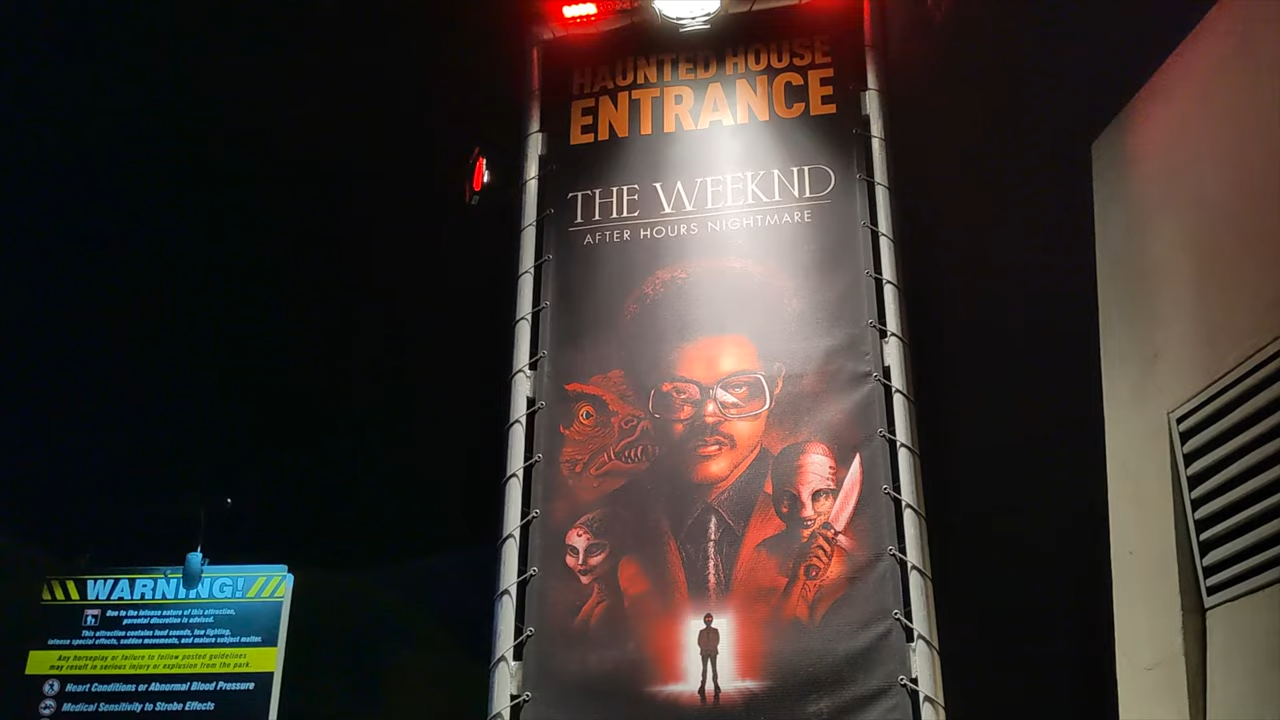 HAUNTED HOUSE
ENTRANCE
THE WEEKND
AFTER HOURS NIGHTMARE
WARNING!
Due to the intense nature of this attraction,
parental discretion is advised.
This attraction contains loud sounds, low lighting,
intense special effects, sudden movements, and mature subject matter.
Any horseplay or failure to follow posted guidelines
may result in serious injury or expulsion from the park.
Heart Conditions or Abnormal Blood Pressure
Medical Sensitivity to Strobe Effects